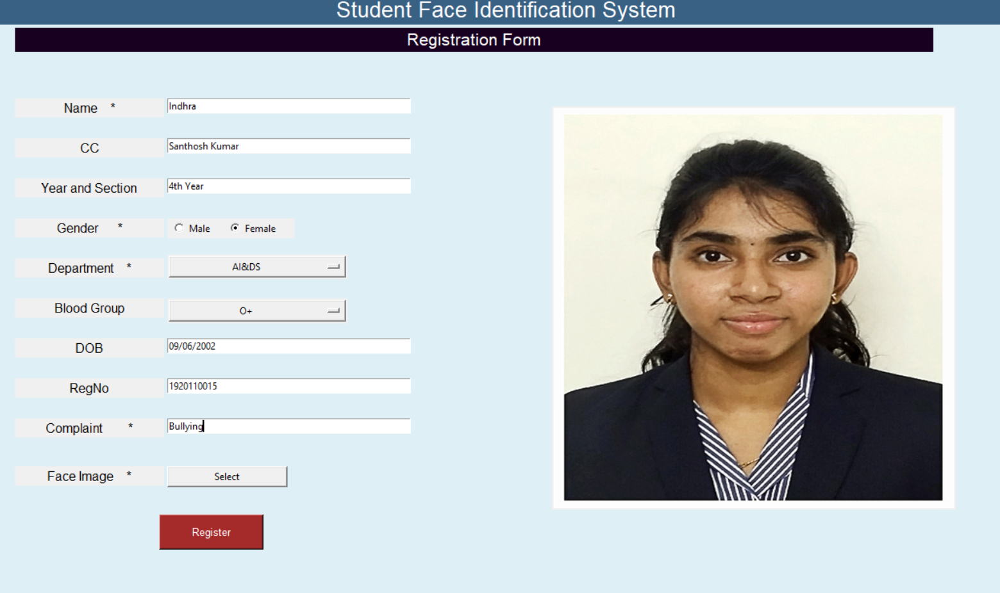 Student Face Identification System
Registration Form
Name *
Indhra
CC
Santhosh Kumar
Year and Section
4th Year
Gender *
Male Female
Department *
AI&DS
Blood Group
O+
DOB
09/06/2002
RegNo
1920110015
Complaint *
Bullying
Face Image *
Select
Register